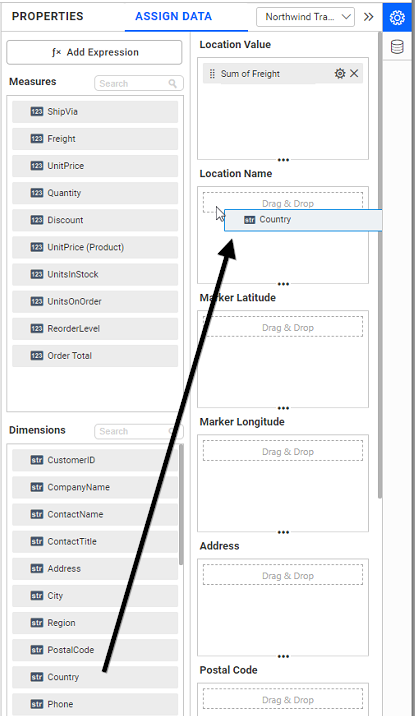 PROPERTIES
ASSIGN DATA
Northwind Tra...
ƒ× Add Expression
Measures
Search
123 ShipVia
123 Freight
123 UnitPrice
123 Quantity
123 Discount
123 UnitPrice (Product)
123 UnitsInStock
123 UnitsOnOrder
123 ReorderLevel
123 Order Total
Dimensions
Search
str CustomerID
str CompanyName
str ContactName
str ContactTitle
str Address
str City
str Region
str PostalCode
str Country
str Phone
Location Value
Sum of Freight
Location Name
Drag & Drop
str Country
Marker Latitude
Drag & Drop
Marker Longitude
Drag & Drop
Address
Drag & Drop
Postal Code
Drag & Drop